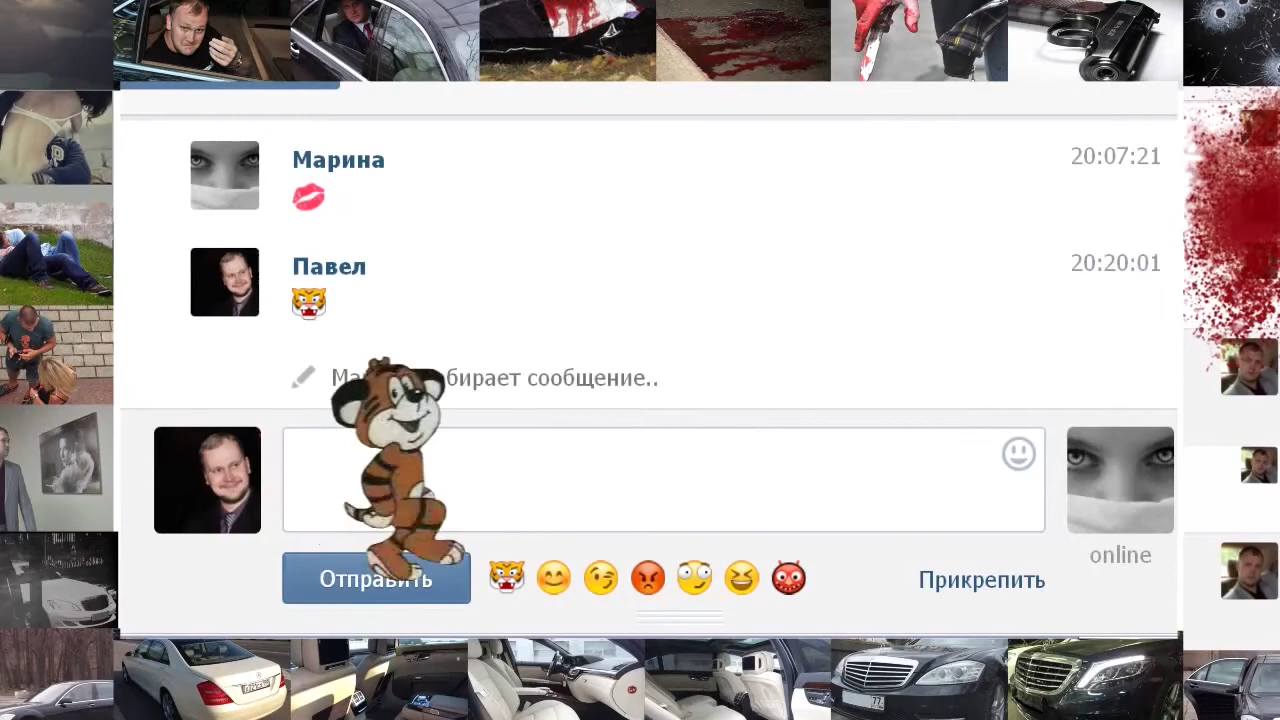 Марина
20:07:21
Павел
20:20:01
бирает сообщение..
online
Отправить
Прикрепить